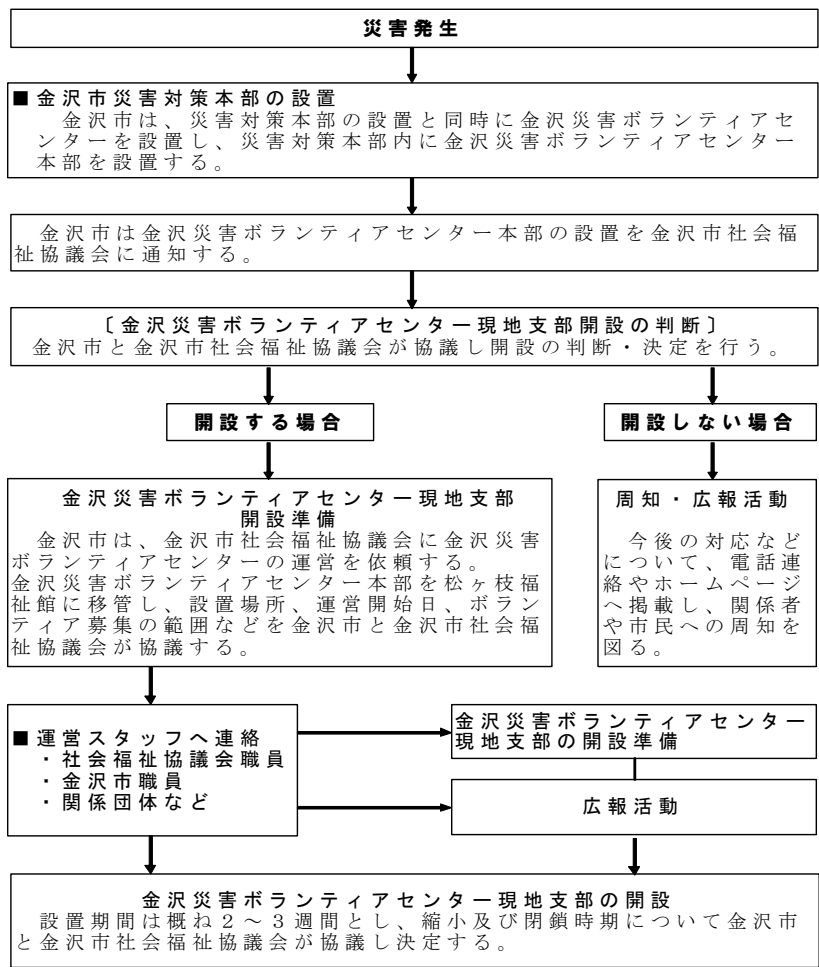 災害発生
■金沢市災害対策本部の設置
金沢市は、災害対策本部の設置と同時に金沢災害ボランティアセ
ンターを設置し、災害対策本部内に金沢災害ボランティアセンター
本部を設置する。
金沢市は金沢災害ボランティアセンター本部の設置を金沢市社会福
祉協議会に通知する。
〔金沢災害ボランティアセンター現地支部開設の判断〕
金沢市と金沢市社会福祉協議会が協議し開設の判断・決定を行う。
開設する場合
開設しない場合
金沢災害ボランティアセンター現地支部
開設準備
金沢市は、金沢市社会福祉協議会に金沢災害
ボランティアセンターの運営を依頼する。
金沢災害ボランティアセンター本部を松ヶ枝福
祉館に移管し、設置場所、運営開始日、ボラン
ティア募集の範囲などを金沢市と金沢市社会福
祉協議会が協議する。
周知・広報活動
今後の対応など
について、電話連
絡やホームページ
へ掲載し、関係者
や市民への周知を
図る。
■運営スタッフへ連絡
・社会福祉協議会職員
・金沢市職員
・関係団体など
金沢災害ボランティアセンター
現地支部の開設準備
広報活動
金沢災害ボランティアセンター現地支部の開設
設置期間は概ね2～3週間とし、縮小及び閉鎖時期について金沢市
と金沢市社会福祉協議会が協議し決定する。